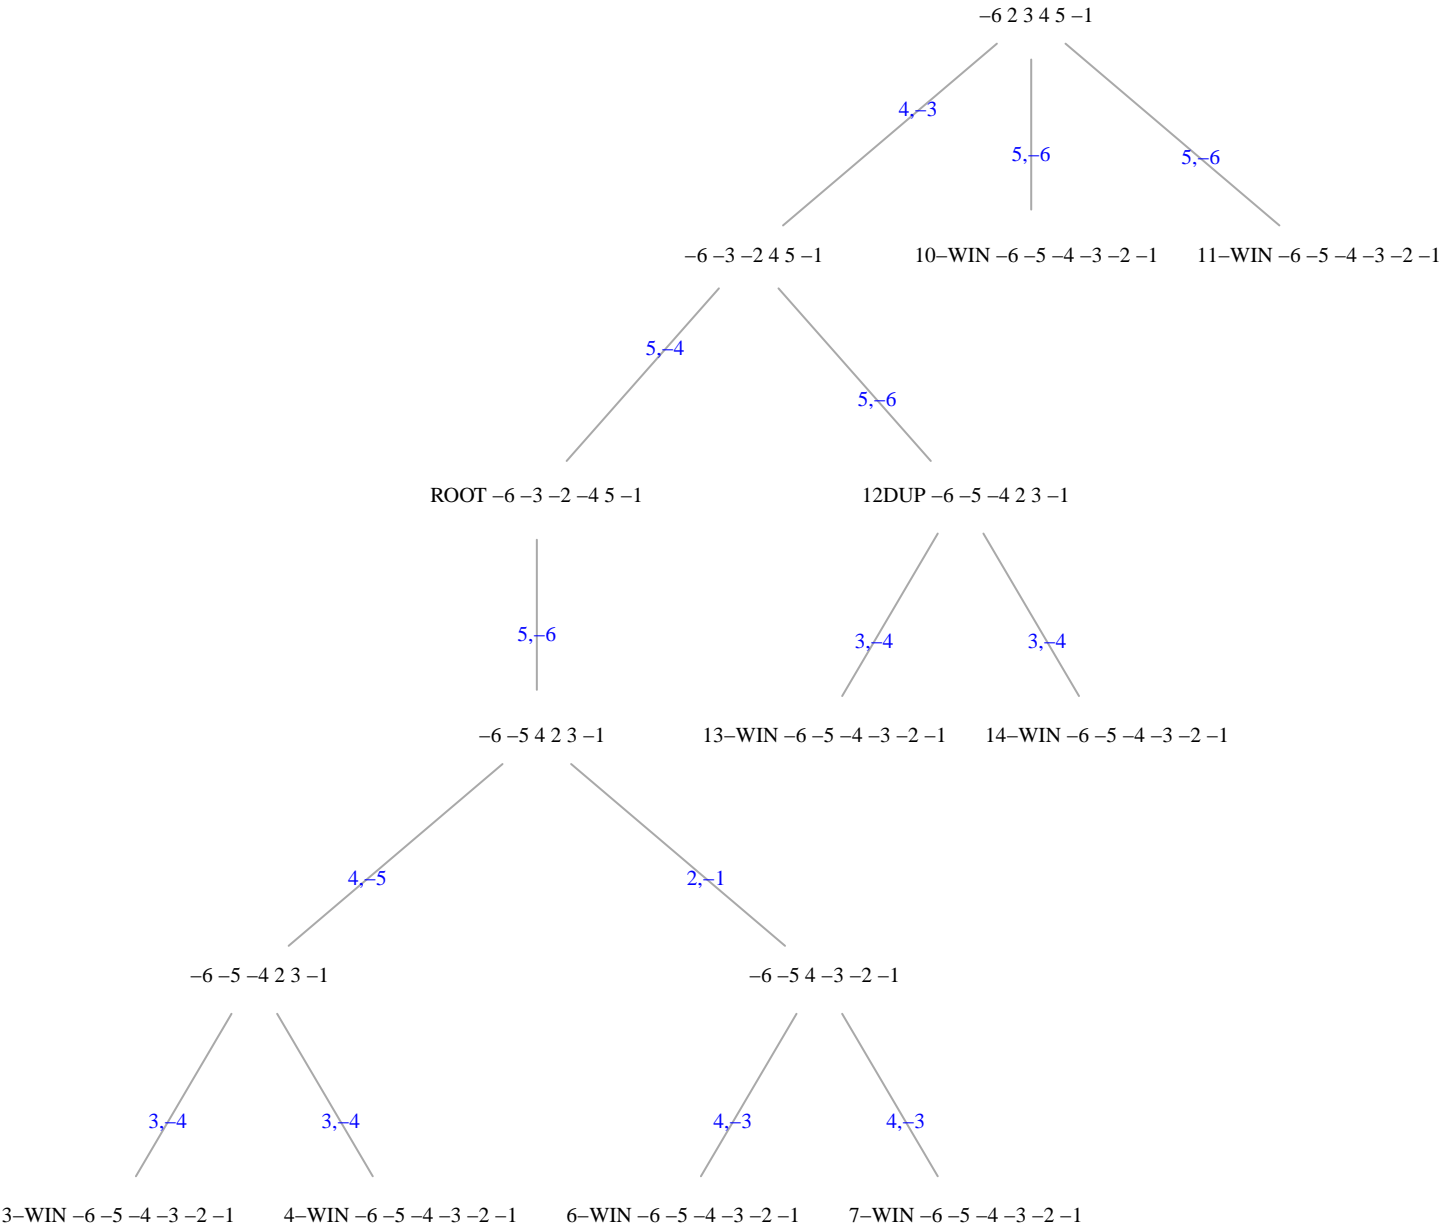 –6 2 3 4 5 –1
4,–3
5,–6
5,–6
–6 –3 –2 4 5 –1
10–WIN –6 –5 –4 –3 –2 –1
11–WIN –6 –5 –4 –3 –2 –1
5,–4
5,–6
ROOT –6 –3 –2 –4 5 –1
12DUP –6 –5 –4 2 3 –1
5,–6
3,–4
3,–4
–6 –5 4 2 3 –1
13–WIN –6 –5 –4 –3 –2 –1
14–WIN –6 –5 –4 –3 –2 –1
4,–5
2,–1
–6 –5 –4 2 3 –1
–6 –5 4 –3 –2 –1
3,–4
3,–4
4,–3
4,–3
3–WIN –6 –5 –4 –3 –2 –1
4–WIN –6 –5 –4 –3 –2 –1
6–WIN –6 –5 –4 –3 –2 –1
7–WIN –6 –5 –4 –3 –2 –1